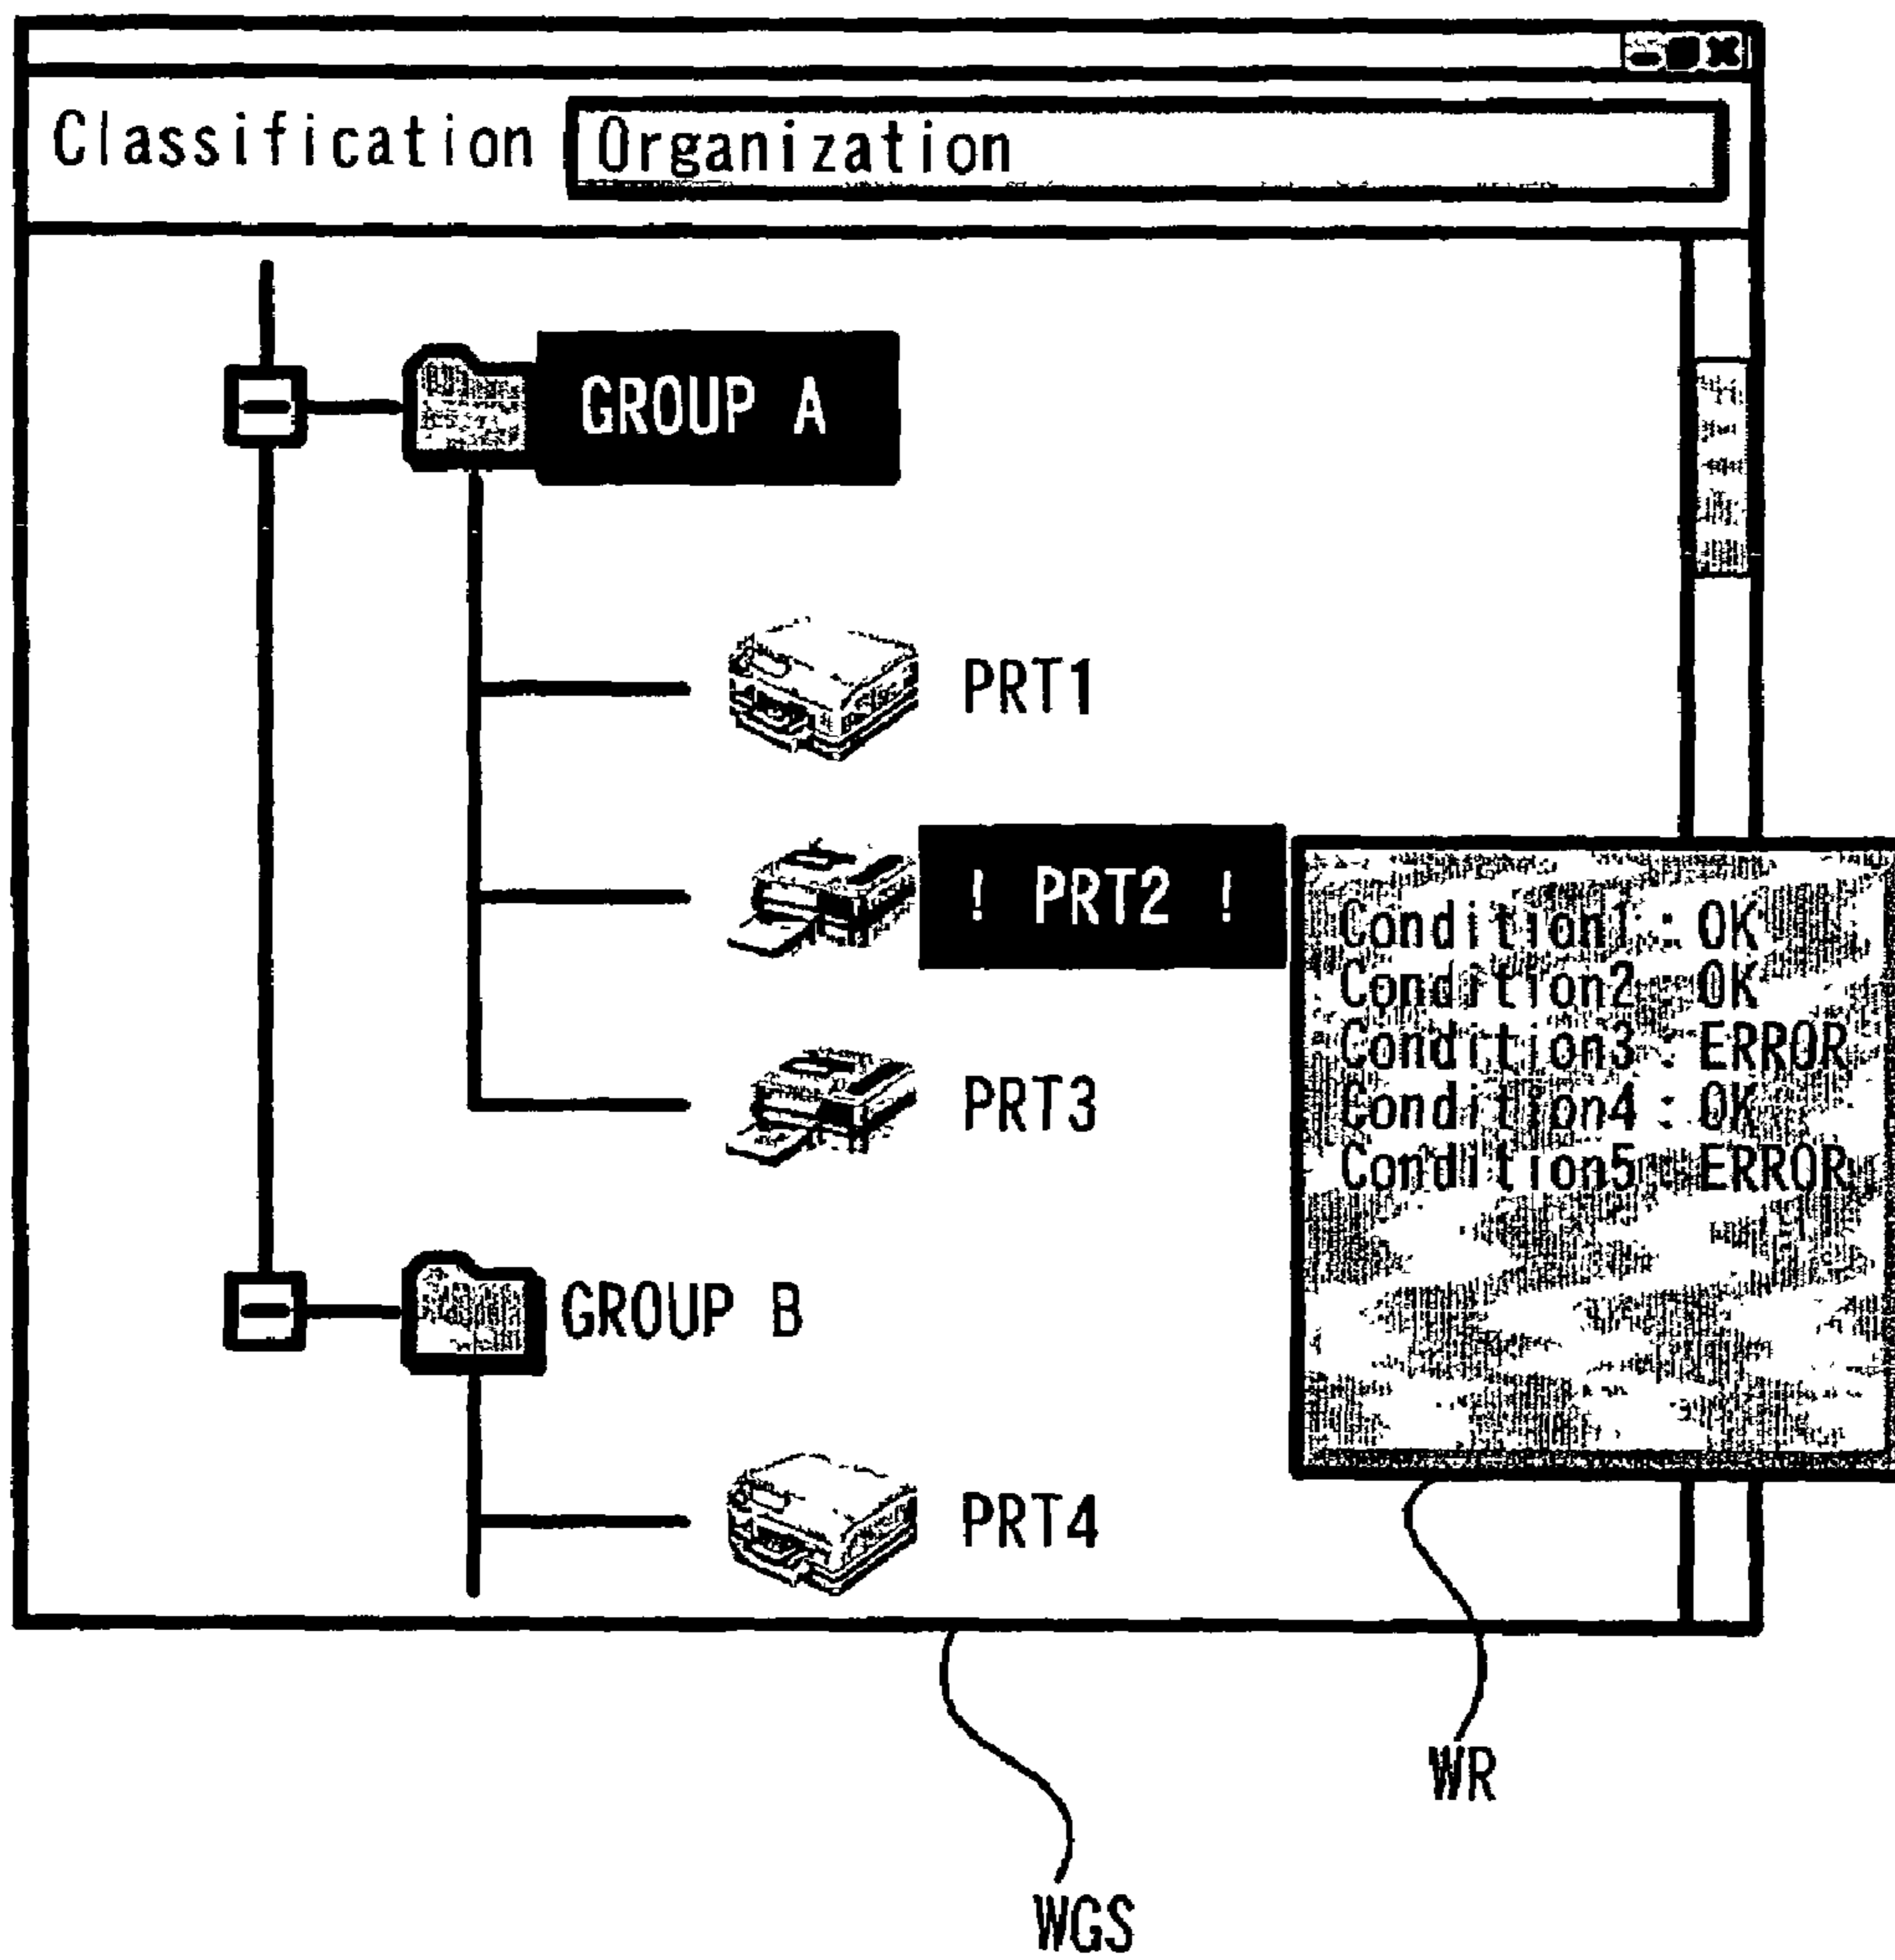 Classification Organization
GROUP A
PRT1
! PRT2 !
Condition1 : OK
Condition2 : OK
Condition3 : ERROR
Condition4 : OK
Condition5 : ERROR
PRT3
GROUP B
PRT4
WR
WGS